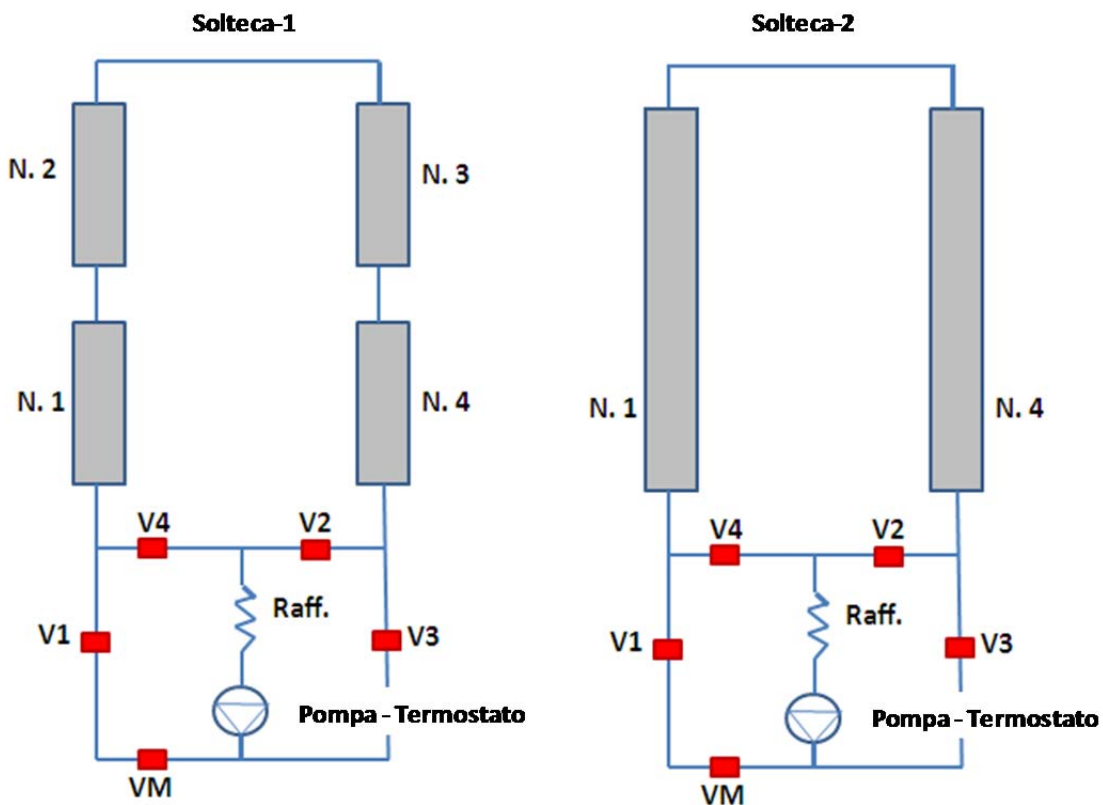 Solteca-1
N. 2
N. 3
N. 1
N. 4
V4
V2
V1
Raff.
V3
Pompa - Termostato
VM
Solteca-2
N. 1
N. 4
V4
V2
V1
Raff.
V3
Pompa - Termostato
VM